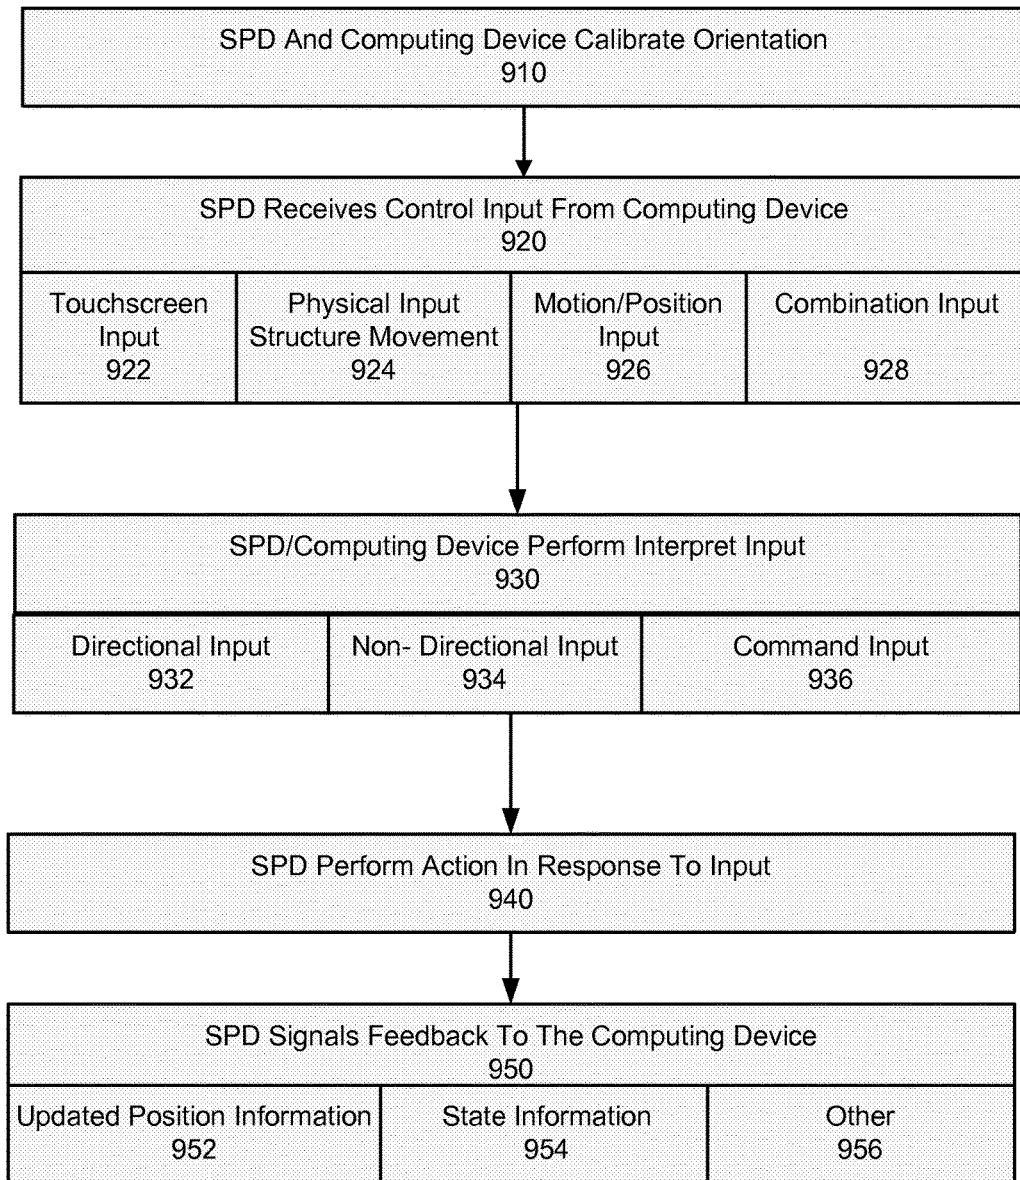 SPD And Computing Device Calibrate Orientation
910
SPD Receives Control Input From Computing Device
920
Touchscreen
Input
922
Physical Input
Structure Movement
924
Motion/Position
Input
926
Combination Input
928
SPD/Computing Device Perform Interpret Input
930
Directional Input
932
Non- Directional Input
934
Command Input
936
SPD Perform Action In Response To Input
940
SPD Signals Feedback To The Computing Device
950
Updated Position Information
952
State Information
954
Other
956